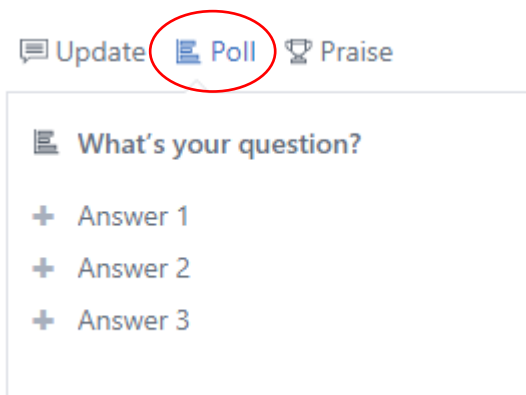 Update Poll Praise
What's your question?
Answer 1
Answer 2
Answer 3